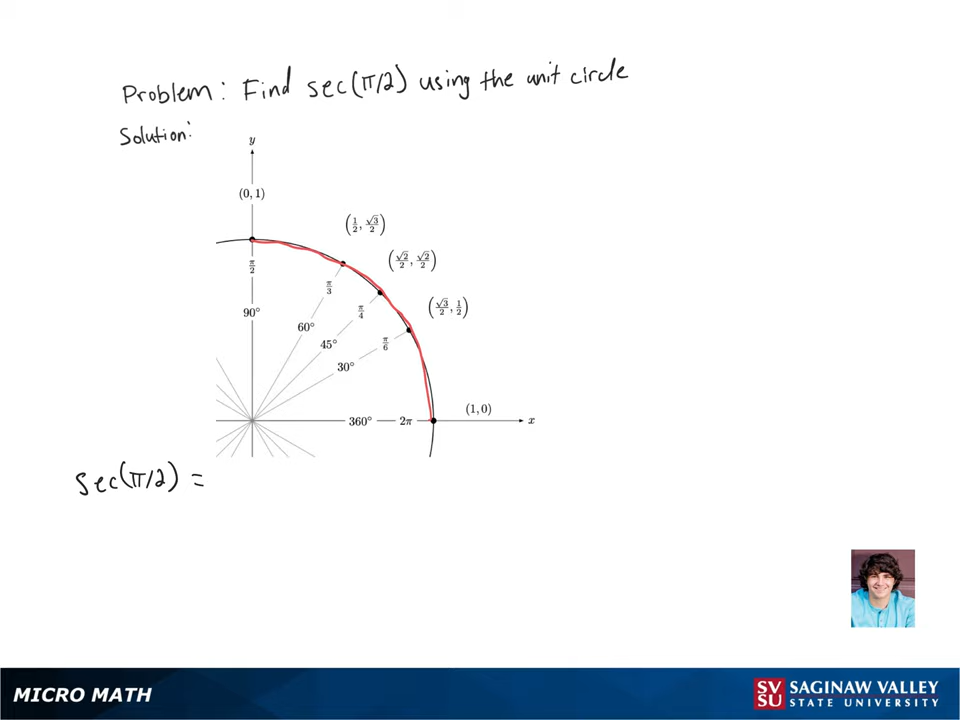 Problem: Find sec(π/2) using the unit circle
Solution:
y
(0, 1)
(1/2, √3/2)
(√2/2, √2/2)
(√3/2, 1/2)
π/2
π/3
π/4
π/6
90°
60°
45°
30°
360° 2π
(1, 0)
x
sec(π/2) =
MICRO MATH
SV
SU
SAGINAW VALLEY
STATE UNIVERSITY